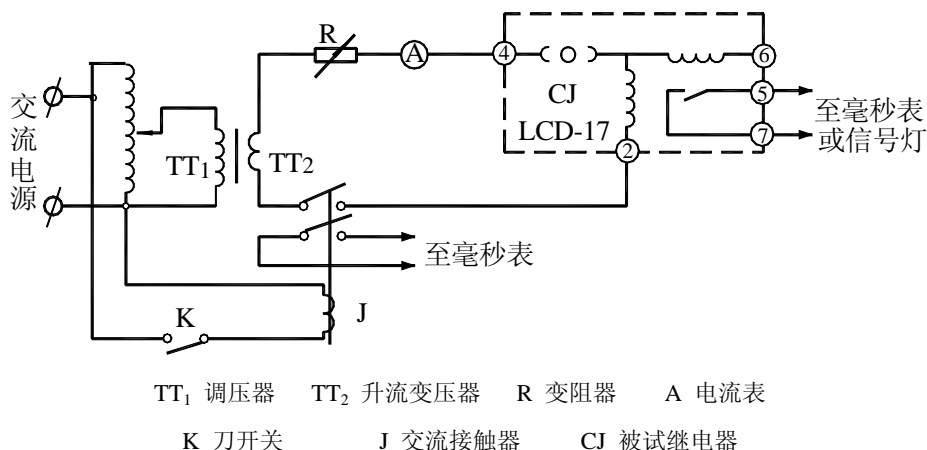 R
A
4
6
交流电源
CJ
LCD-17
5
7
至毫秒表
或信号灯
TT₁
TT₂
2
至毫秒表
K
J
TT₁ 调压器 TT₂ 升流变压器 R 变阻器 A 电流表
K 刀开关 J 交流接触器 CJ 被试继电器